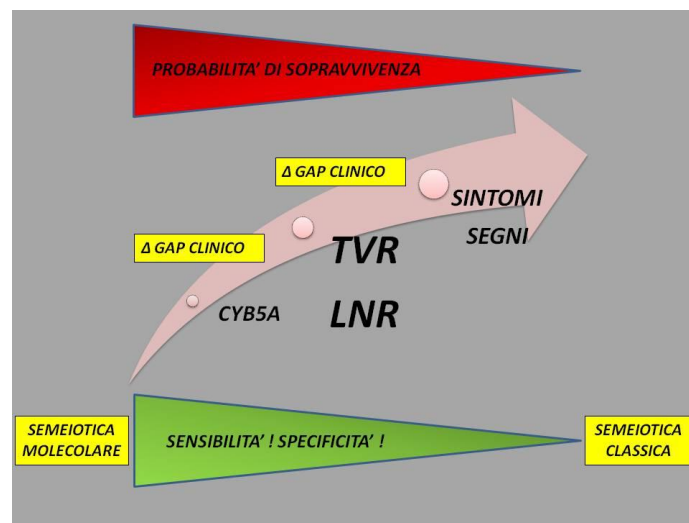 PROBABILITA' DI SOPRAVVIVENZA
Δ GAP CLINICO
SINTOMI
SEGNI
Δ GAP CLINICO
TVR
LNR
CYB5A
SEMEIOTICA
MOLECOLARE
SENSIBILITA' ! SPECIFICITA' !
SEMEIOTICA
CLASSICA